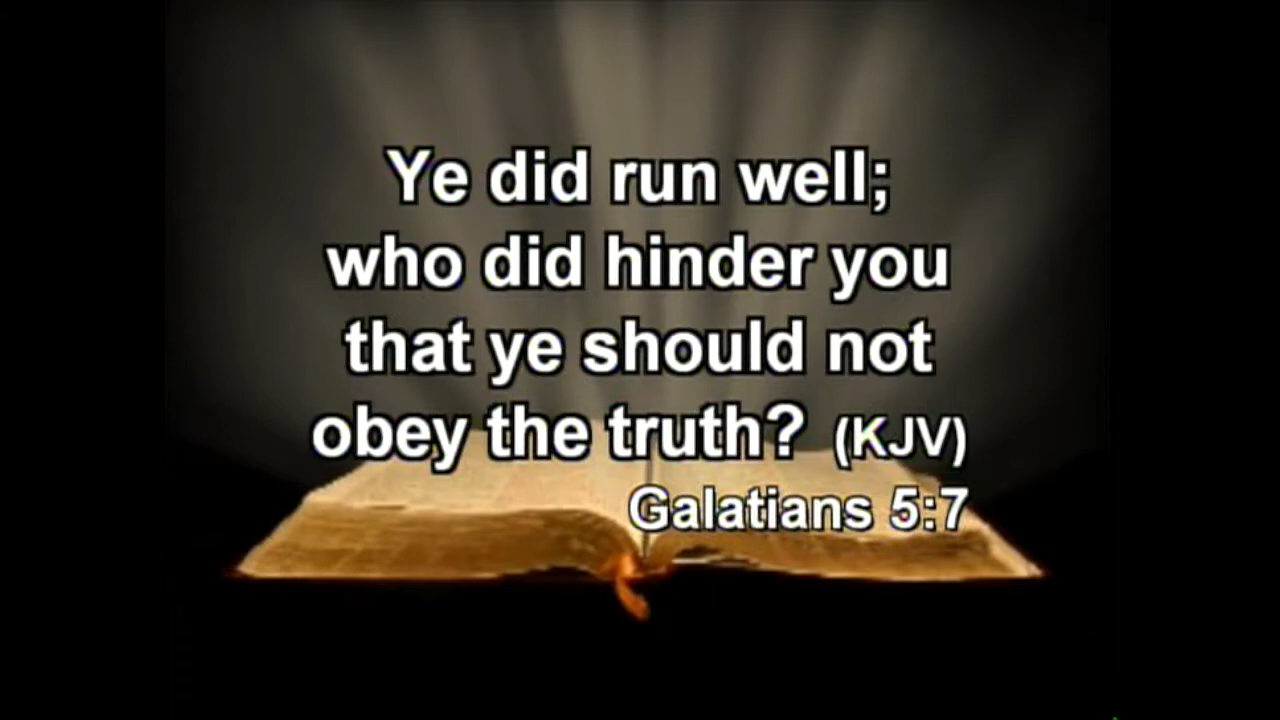 Ye did run well;
who did hinder you
that ye should not
obey the truth? (KJV)
Galatians 5:7